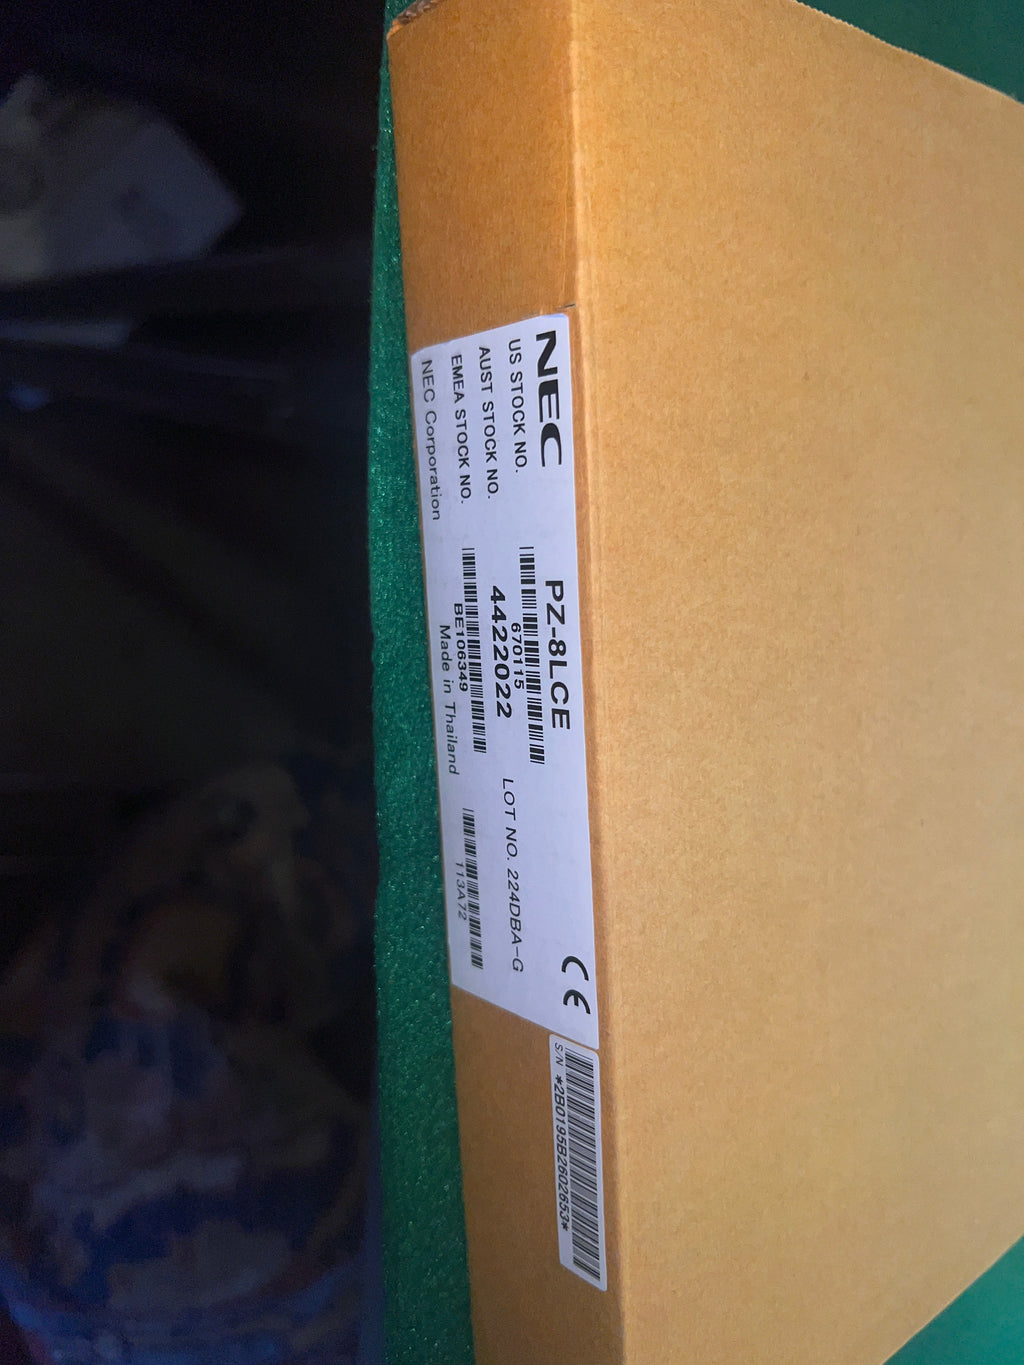 NEC
PZ-8LCE
CE
US STOCK NO.
670115
AUST STOCK NO.
4422022
LOT NO. 224DBA-G
EMEA STOCK NO.
BE106349
113A72
NEC Corporation
Made in Thailand
S/N *2B0195B2602653*